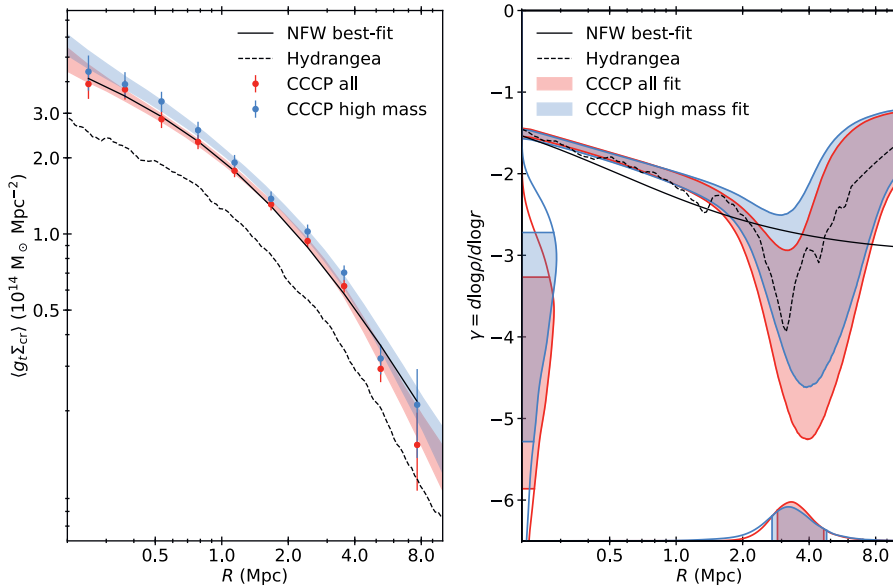 NFW best-fit
Hydrangea
CCCP all
CCCP high mass
3.0
2.0
1.0
0.5
⟨g_tΣ_cr⟩ (10^14 M_⊙ Mpc^−2)
0.5 1.0 2.0 4.0 8.0
R (Mpc)
NFW best-fit
Hydrangea
CCCP all fit
CCCP high mass fit
0
−1
−2
−3
−4
−5
−6
γ = dlogρ/dlogr
0.5 1.0 2.0 4.0 8.0
R (Mpc)